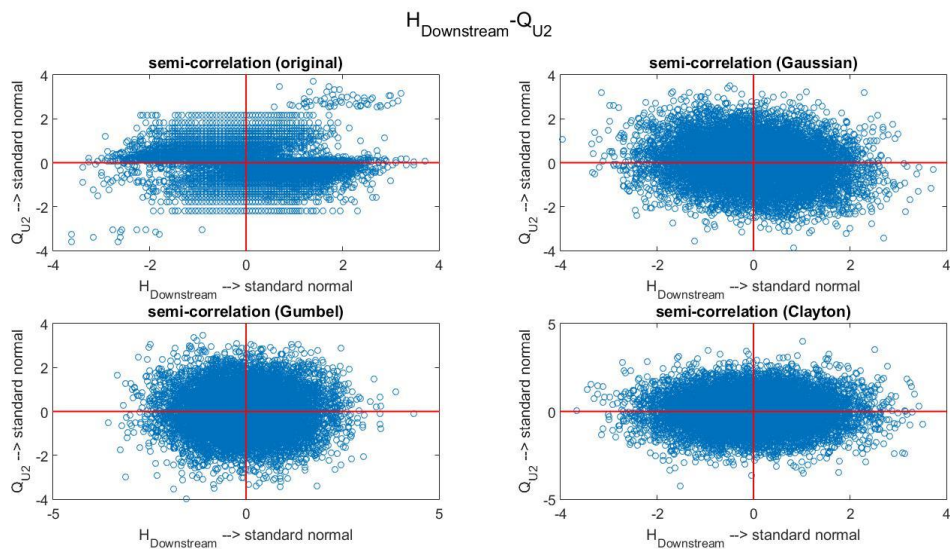 H_Downstream-Q_U2
semi-correlation (original)
Q_U2 --> standard normal
4
2
0
-2
-4
-4 -2 0 2 4
H_Downstream --> standard normal
semi-correlation (Gaussian)
Q_U2 --> standard normal
4
2
0
-2
-4
-4 -2 0 2 4
H_Downstream --> standard normal
semi-correlation (Gumbel)
Q_U2 --> standard normal
4
2
0
-2
-4
-5 0 5
H_Downstream --> standard normal
semi-correlation (Clayton)
Q_U2 --> standard normal
5
0
-5
-4 -2 0 2 4
H_Downstream --> standard normal